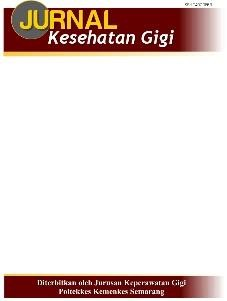 JURNAL
Kesehatan Gigi
Diterbitkan oleh Jurusan Keperawatan Gigi
Poltekkes Kemenkes Semarang